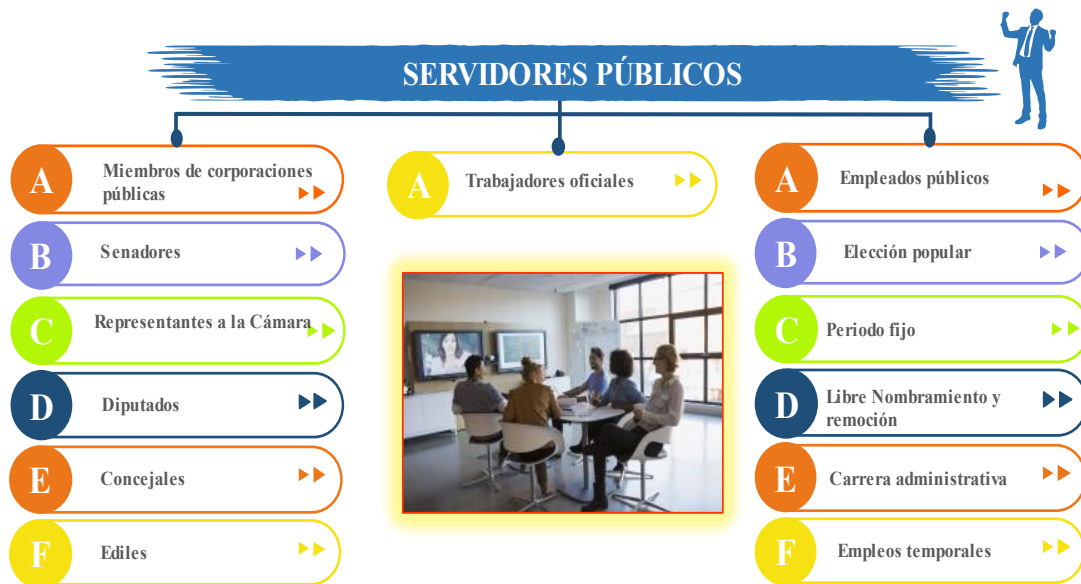 SERVIDORES PÚBLICOS
A
Miembros de corporaciones
públicas
B
Senadores
C
Representantes a la Cámara
D
Diputados
E
Concejales
F
Ediles
A
Trabajadores oficiales
A
Empleados públicos
B
Elección popular
C
Periodo fijo
D
Libre Nombramiento y
remoción
E
Carrera administrativa
F
Empleos temporales